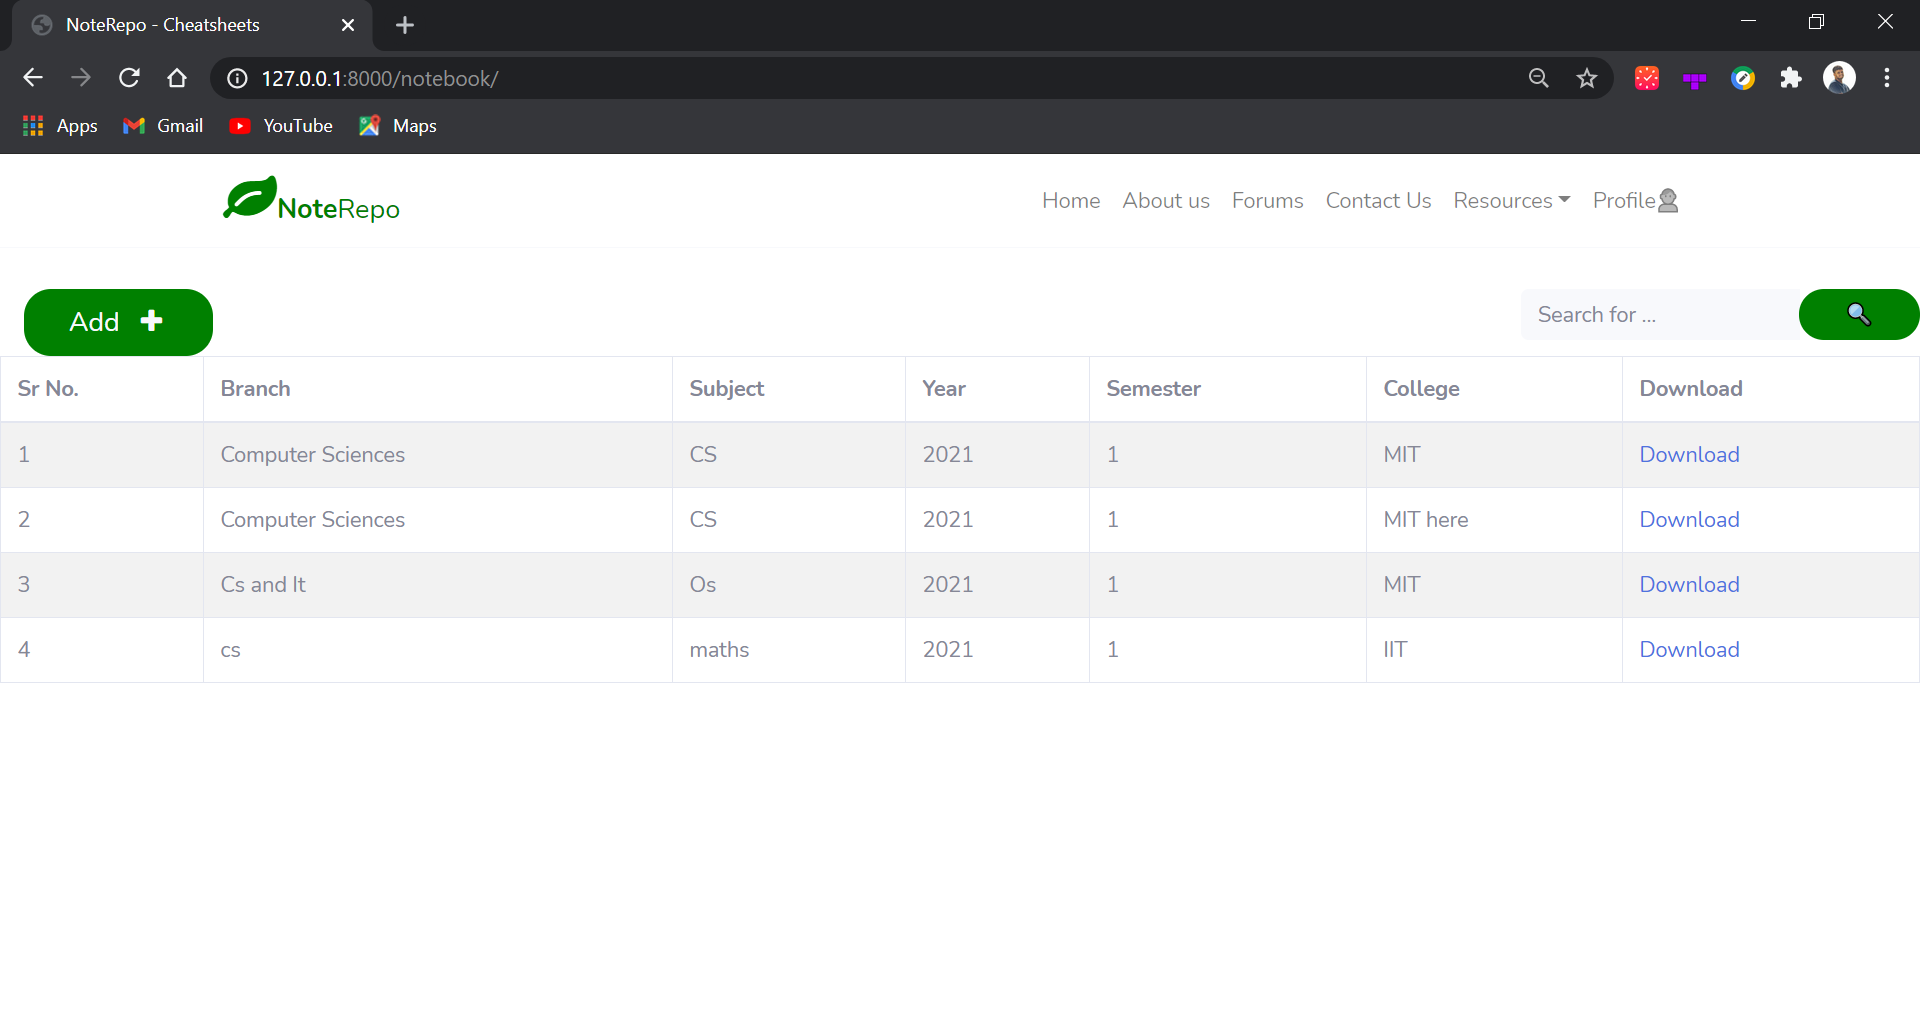 NoteRepo - Cheatsheets
127.0.0.1:8000/notebook/
Apps Gmail YouTube Maps
NoteRepo Home About us Forums Contact Us Resources Profile
Add Search for ...
Sr No. Branch Subject Year Semester College Download
1 Computer Sciences CS 2021 1 MIT Download
2 Computer Sciences CS 2021 1 MIT here Download
3 Cs and It Os 2021 1 MIT Download
4 cs maths 2021 1 IIT Download